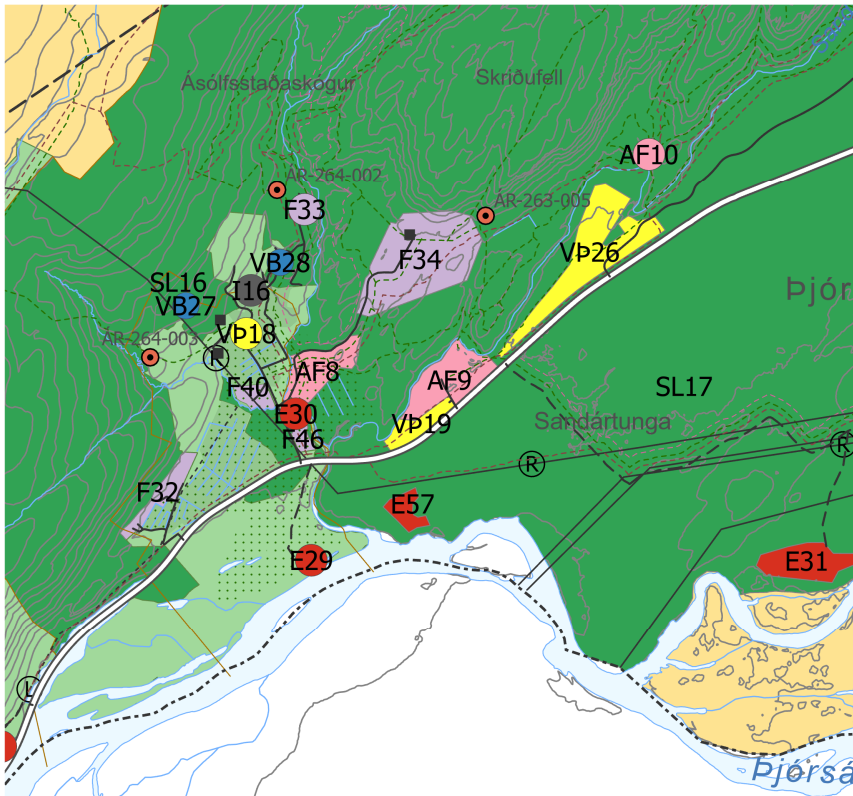 Ásólfsstaðaskógur
Skriðufell
AF10
ÁR-264-002
F33
ÁR-263-005
VÞ26
F34
VB28
SL16
I16
VB27
Þjór
VÞ18
ÁR-264-003
R
AF8
AF9
F40
SL17
E30
VÞ19
Sandártunga
F46
R
R
F32
E57
E29
E31
L
Þjórsá